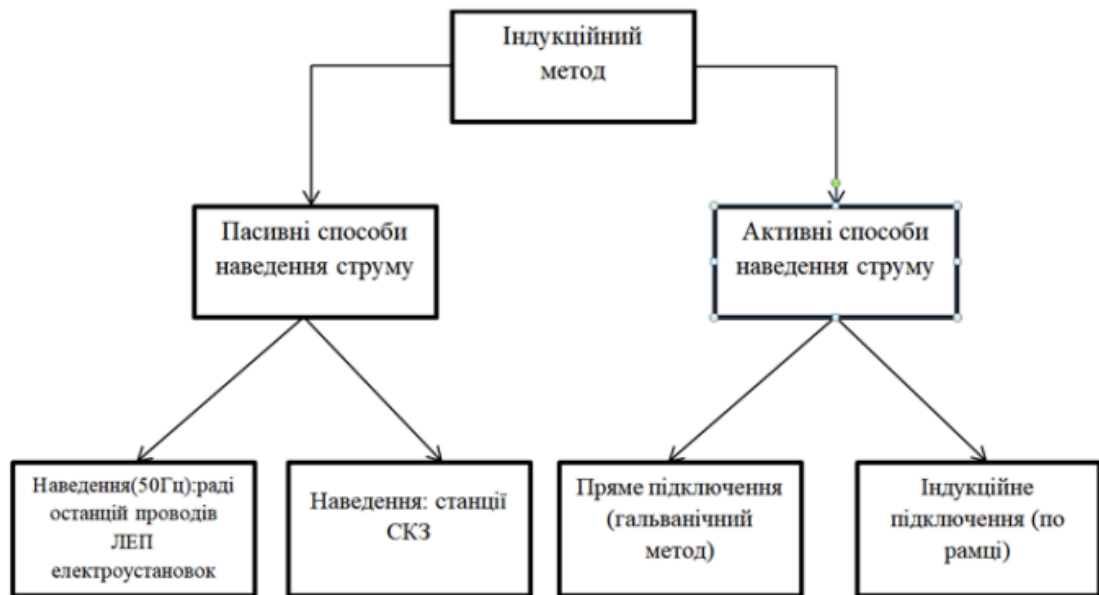 Індукційний
метод
Пасивні способи
наведення струму
Активні способи
наведення струму
Наведення(50Гц):раді
останцій проводів
ЛЕП
електроустановок
Наведення: станції
СКЗ
Пряме підключення
(гальванічний
метод)
Індукційне
підключення (по
рамці)